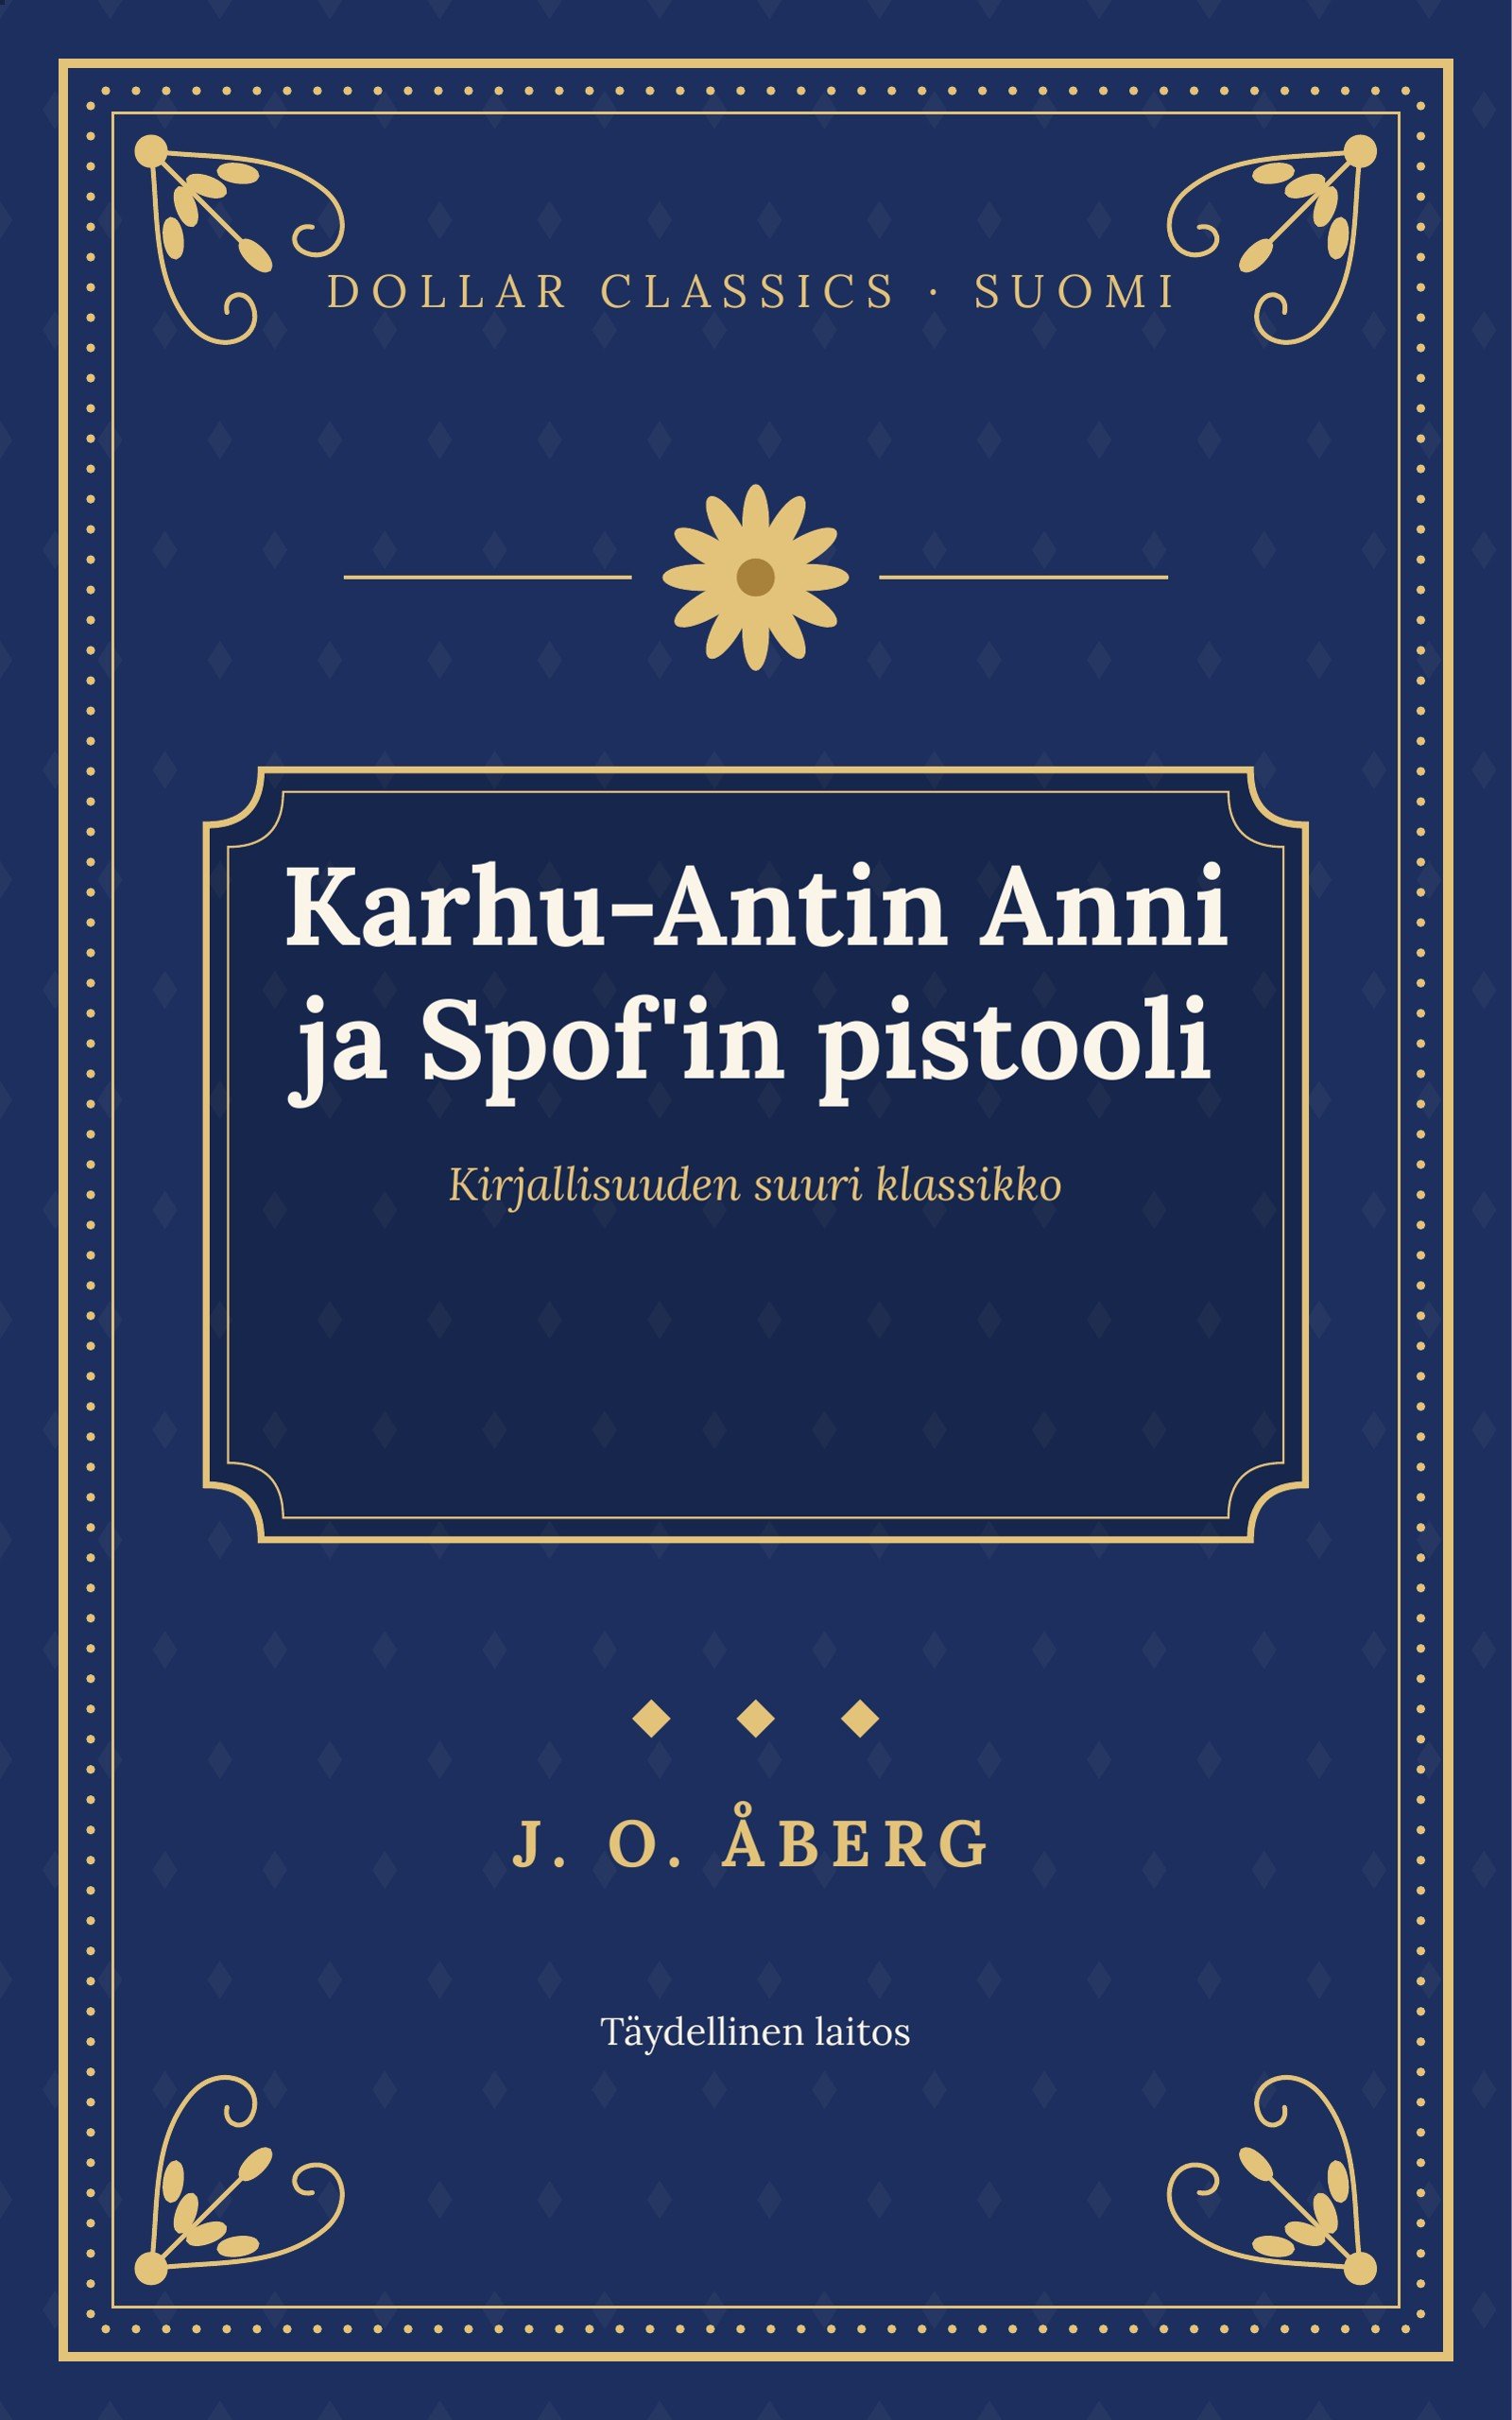 DOLLAR CLASSICS · SUOMI
Karhu-Antin Anni
ja Spof'in pistooli
Kirjallisuuden suuri klassikko
J. O. ÅBERG
Täydellinen laitos